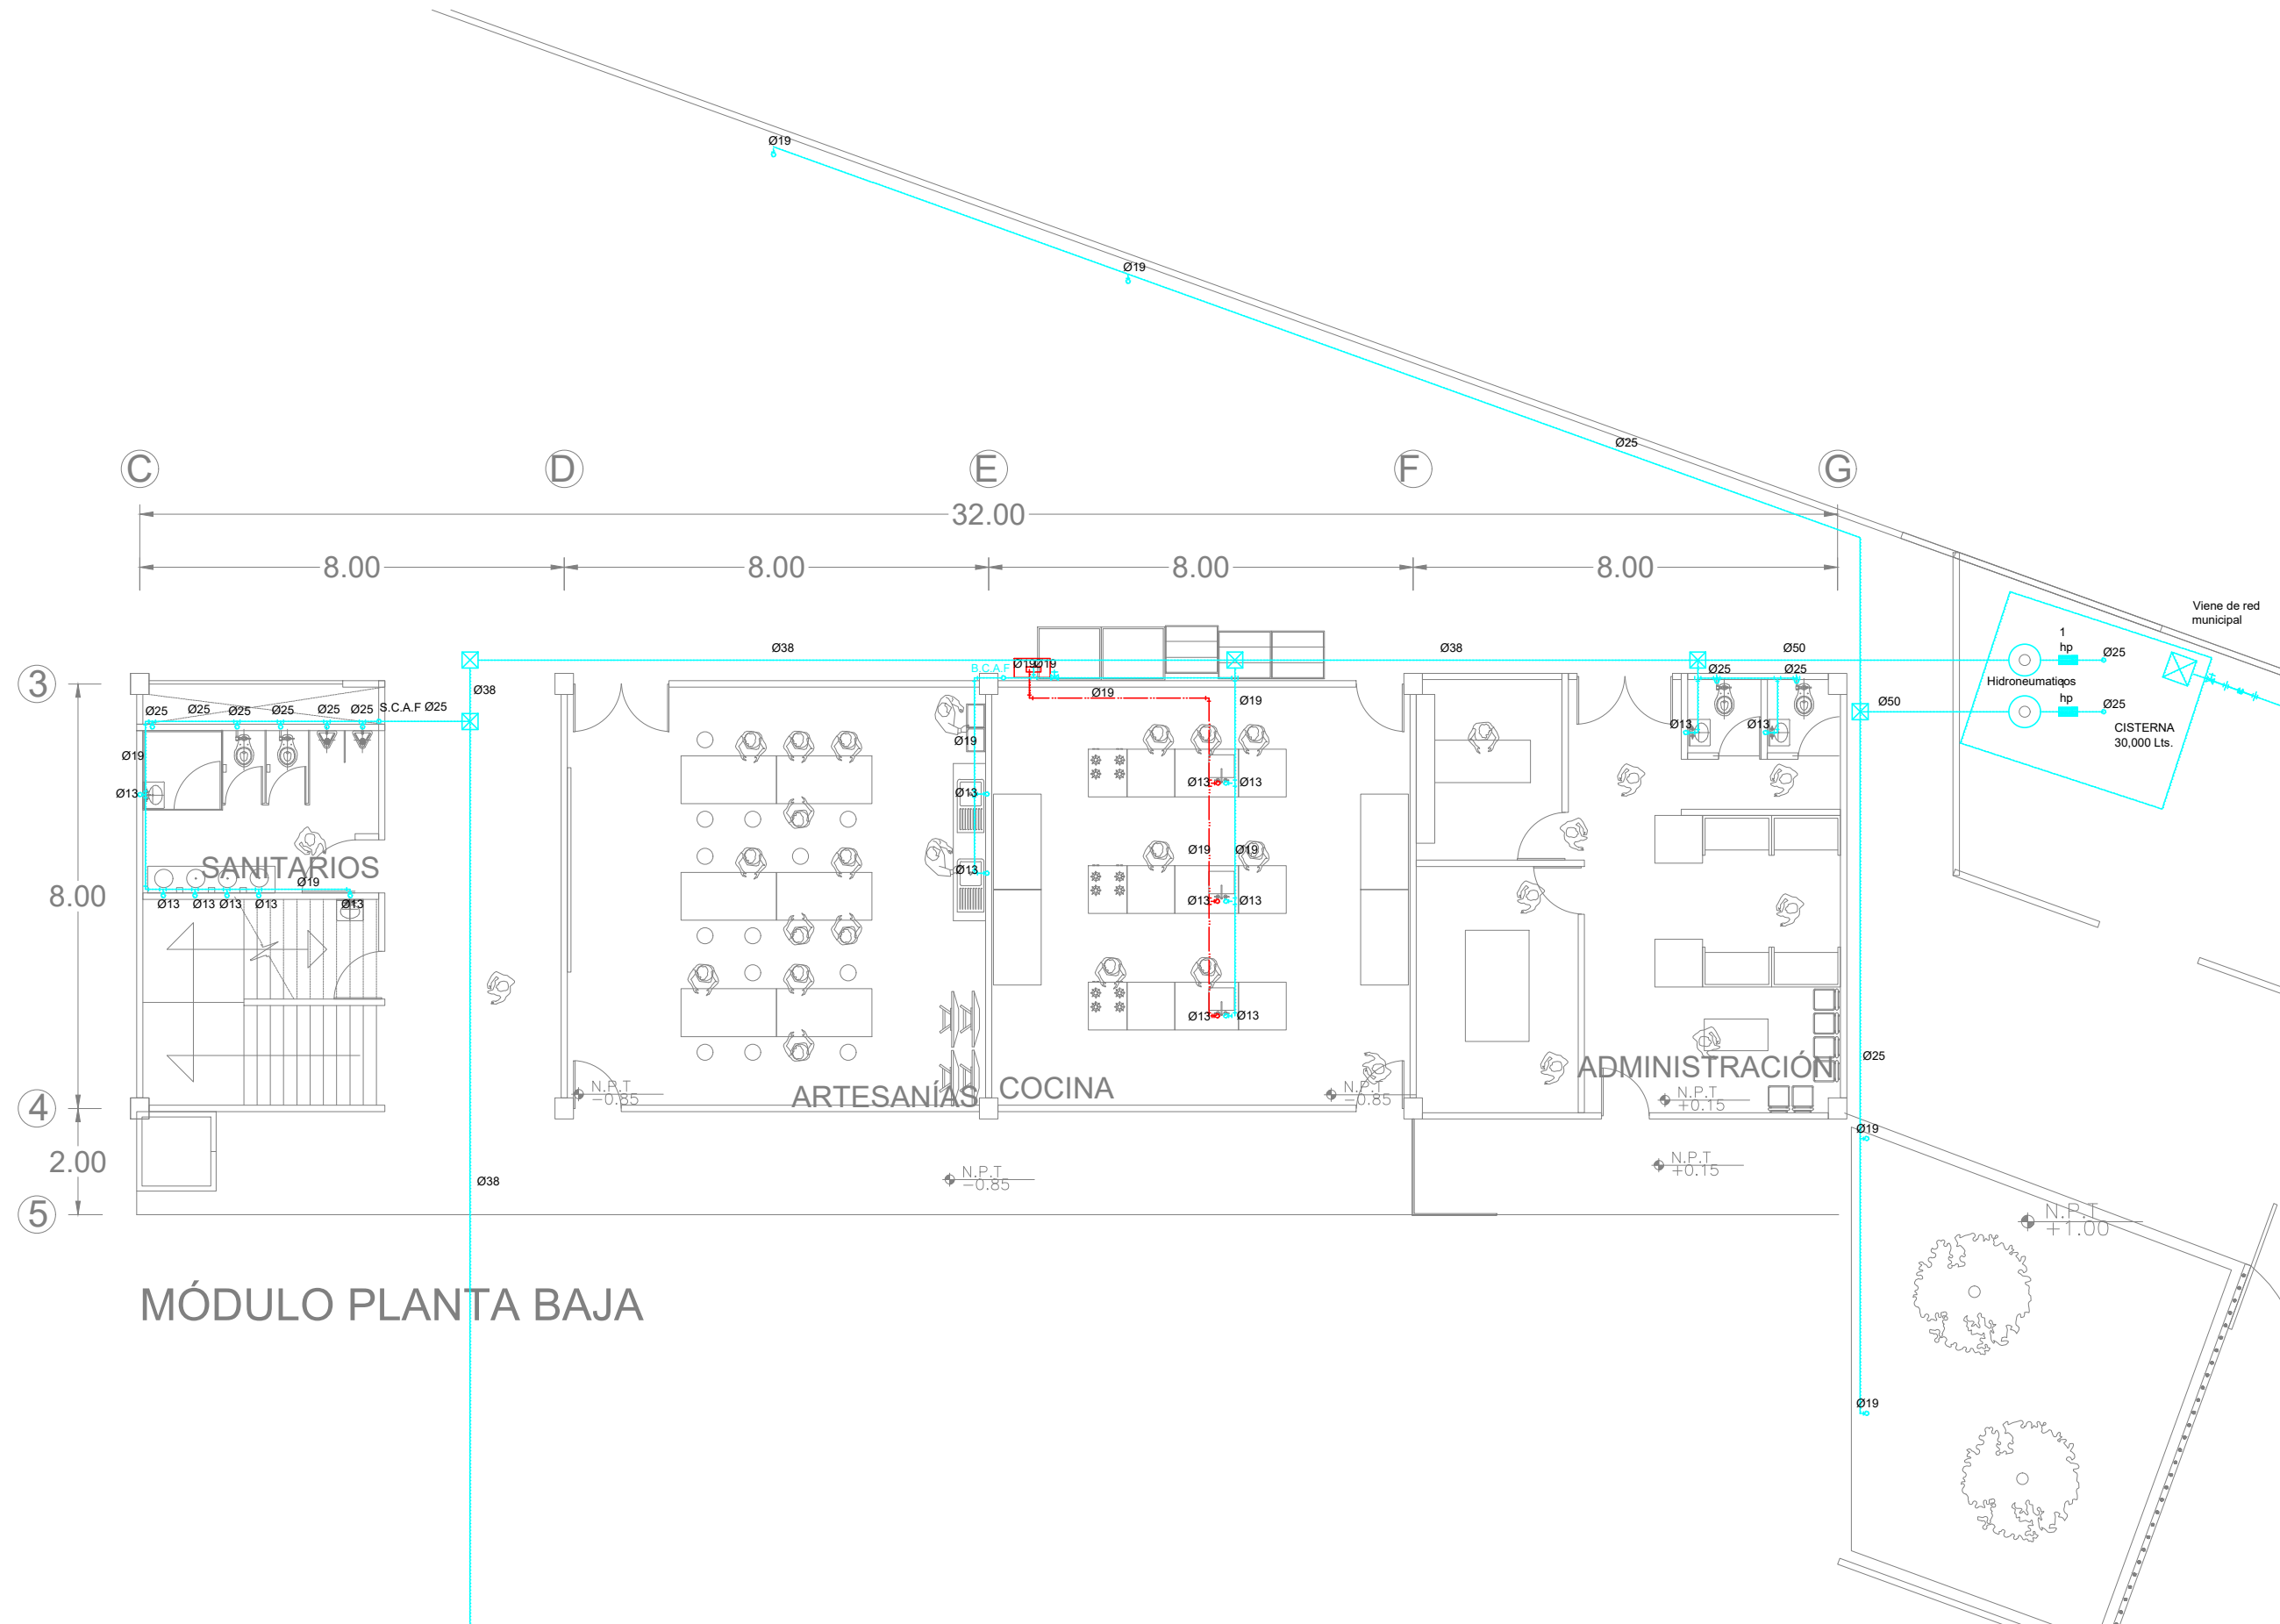 Ø19
Ø19
Ø25
C
D
E
F
G
32.00
8.00
8.00
8.00
8.00
Viene de red
municipal
1
hp
Ø25
Hidroneumaticos
hp
Ø25
CISTERNA
30,000 Lts.
Ø38
Ø38
Ø50
Ø50
3
Ø38
B.C.A.F
Ø19
Ø19
Ø19
Ø19
Ø25
Ø25
Ø25
Ø25
Ø25
Ø25
Ø25
Ø25
S.C.A.F Ø25
Ø13
Ø13
Ø19
Ø13
Ø19
Ø13
Ø13
Ø13
Ø13
SANITARIOS
Ø19
Ø13
Ø13
Ø13
Ø13
Ø13
Ø19
Ø19
Ø13
Ø13
8.00
Ø13
Ø13
Ø25
ARTESANÍAS
COCINA
ADMINISTRACIÓN
N.P.T
-0.85
N.P.T
-0.85
N.P.T
+0.15
4
2.00
Ø19
Ø38
N.P.T
-0.85
N.P.T
+0.15
5
N.P.T
+1.00
MÓDULO PLANTA BAJA
Ø19